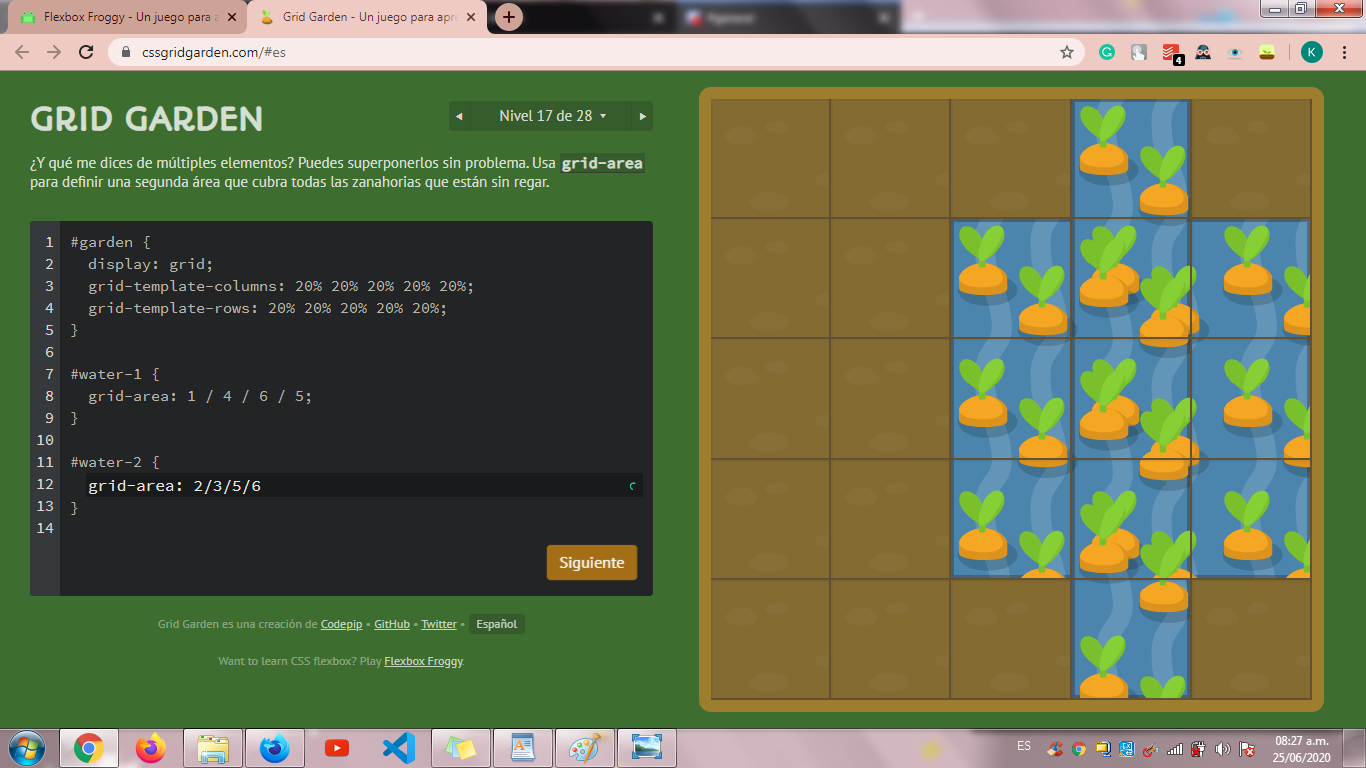 Flexbox Froggy - Un juego para a
Grid Garden - Un juego para apre
cssgridgarden.com/#es
4
K
GRID GARDEN
Nivel 17 de 28
¿Y qué me dices de múltiples elementos? Puedes superponerlos sin problema. Usa grid-area
para definir una segunda área que cubra todas las zanahorias que están sin regar.
1 #garden {
2 display: grid;
3 grid-template-columns: 20% 20% 20% 20% 20%;
4 grid-template-rows: 20% 20% 20% 20% 20%;
5 }
6
7 #water-1 {
8 grid-area: 1 / 4 / 6 / 5;
9 }
10
11 #water-2 {
12 grid-area: 2/3/5/6
13 }
14
Siguiente
Grid Garden es una creación de Codepip • GitHub • Twitter • Español
Want to learn CSS flexbox? Play Flexbox Froggy.
ES
08:27 a.m.
25/06/2020